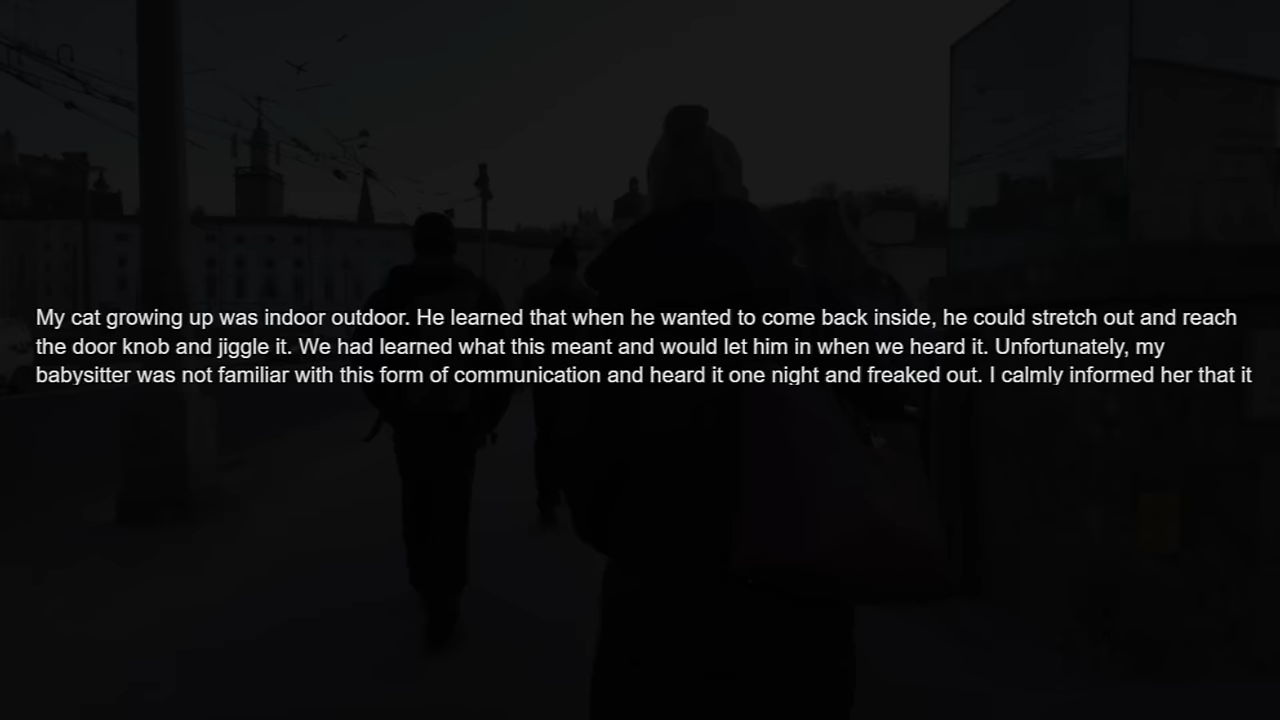 My cat growing up was indoor outdoor. He learned that when he wanted to come back inside, he could stretch out and reach
the door knob and jiggle it. We had learned what this meant and would let him in when we heard it. Unfortunately, my
babysitter was not familiar with this form of communication and heard it one night and freaked out. I calmly informed her that it